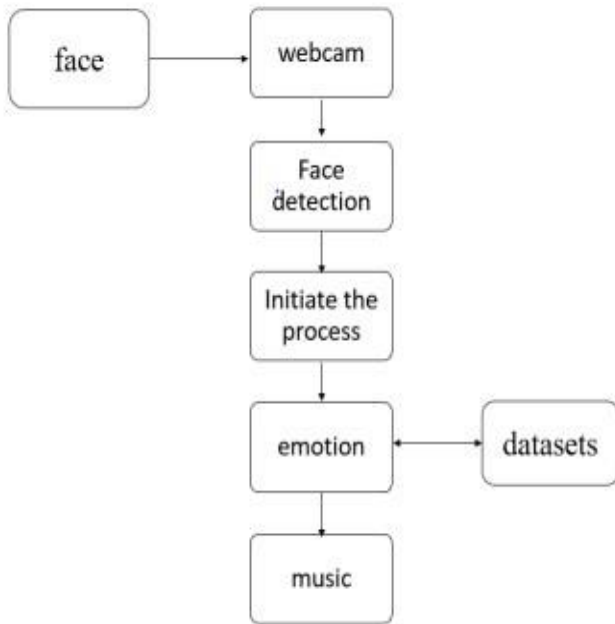 face
webcam
Face
detection
Initiate the
process
emotion
datasets
music